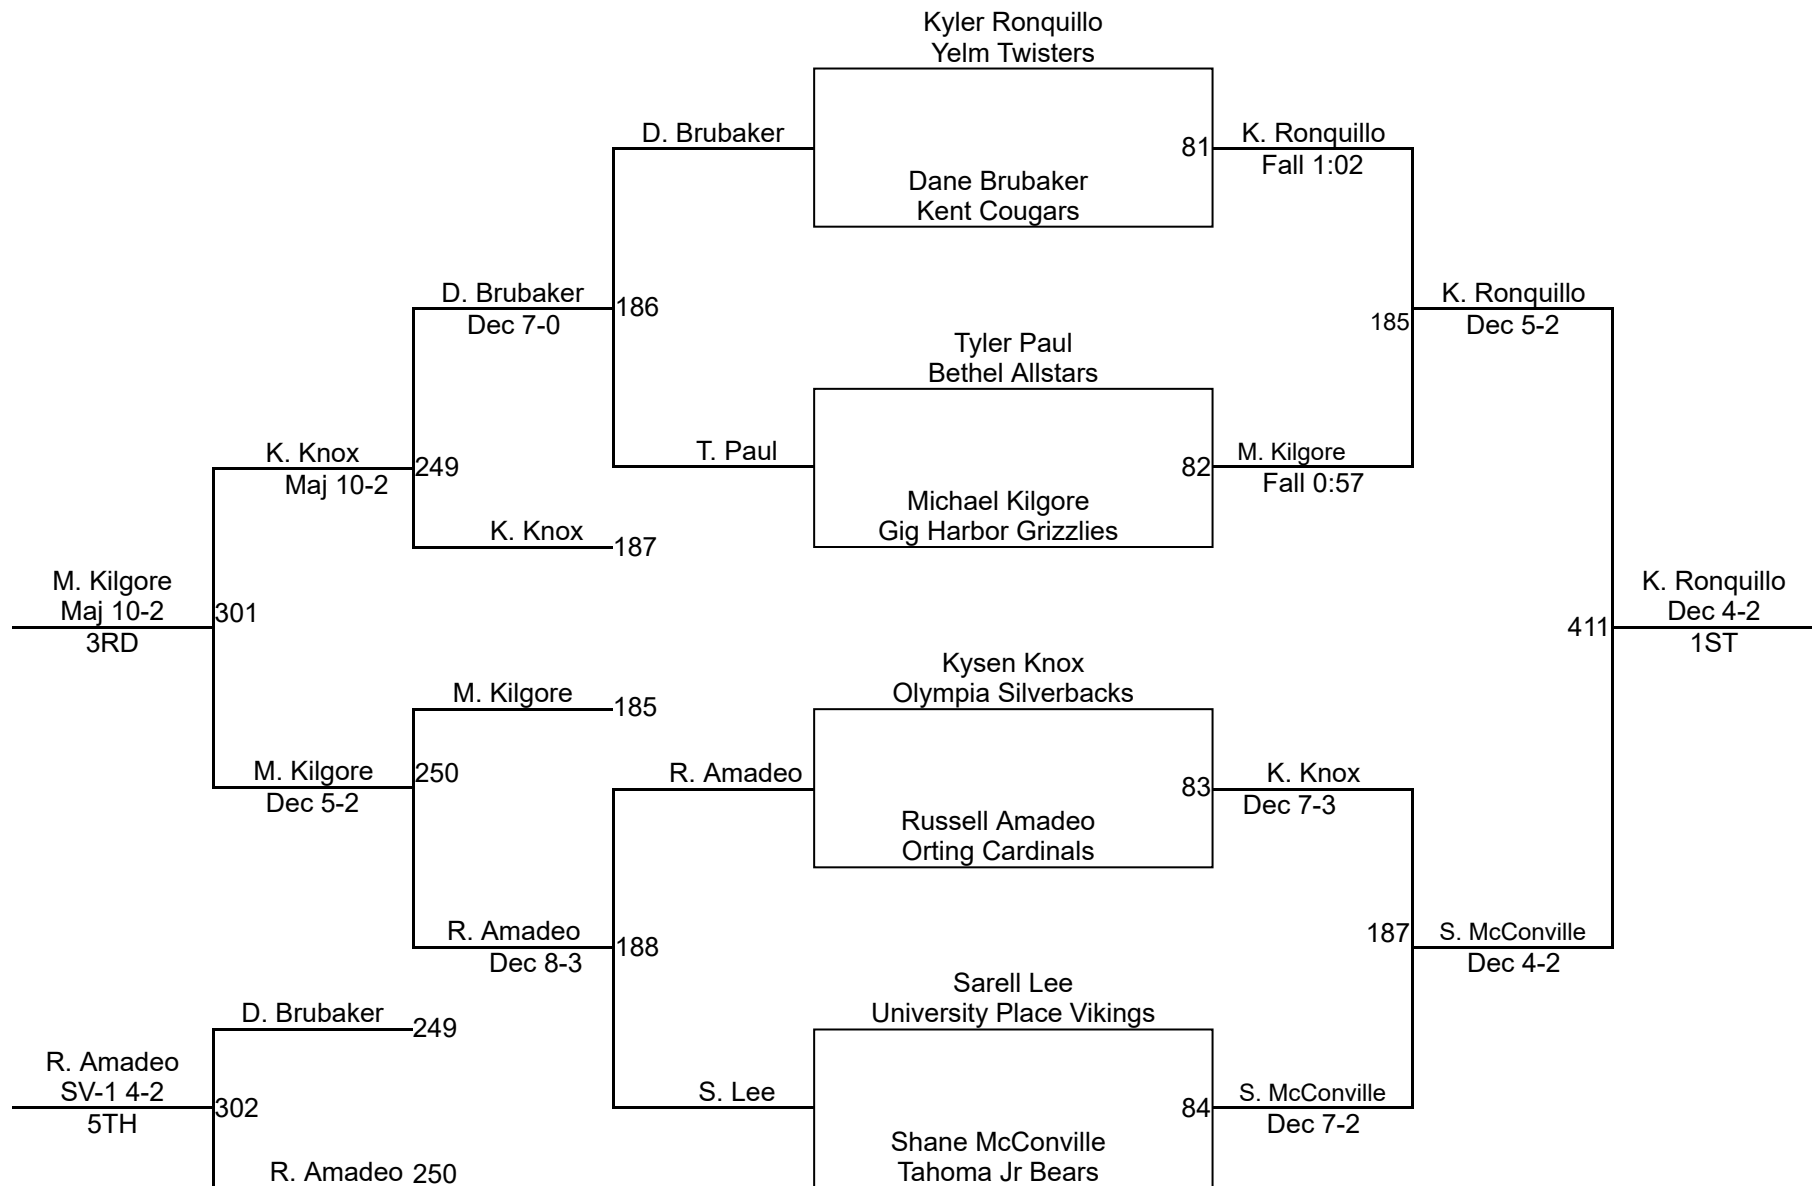 Kyler Ronquillo
Yelm Twisters
D. Brubaker
81
K. Ronquillo
Fall 1:02
Dane Brubaker
Kent Cougars
D. Brubaker
Dec 7-0
186
K. Ronquillo
Dec 5-2
185
Tyler Paul
Bethel Allstars
T. Paul
82
M. Kilgore
Fall 0:57
K. Knox
Maj 10-2
249
Michael Kilgore
Gig Harbor Grizzlies
K. Knox
187
M. Kilgore
Maj 10-2
3RD
301
K. Ronquillo
Dec 4-2
1ST
411
Kysen Knox
Olympia Silverbacks
M. Kilgore
185
M. Kilgore
Dec 5-2
250
R. Amadeo
83
K. Knox
Dec 7-3
Russell Amadeo
Orting Cardinals
R. Amadeo
Dec 8-3
188
187
S. McConville
Dec 4-2
Sarell Lee
University Place Vikings
D. Brubaker
249
R. Amadeo
SV-1 4-2
5TH
302
S. Lee
84
S. McConville
Dec 7-2
Shane McConville
Tahoma Jr Bears
R. Amadeo
250